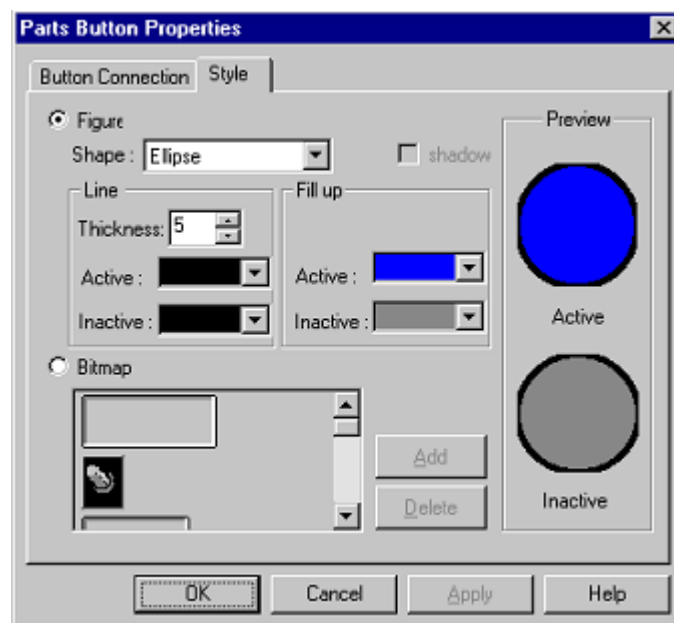 Parts Button Properties
Button Connection Style
Figure
Preview
Shape : Ellipse
shadow
Line
Fill up
Thickness: 5
Active :
Active :
Inactive :
Inactive :
Active
Bitmap
Add
Delete
Inactive
OK Cancel Apply Help